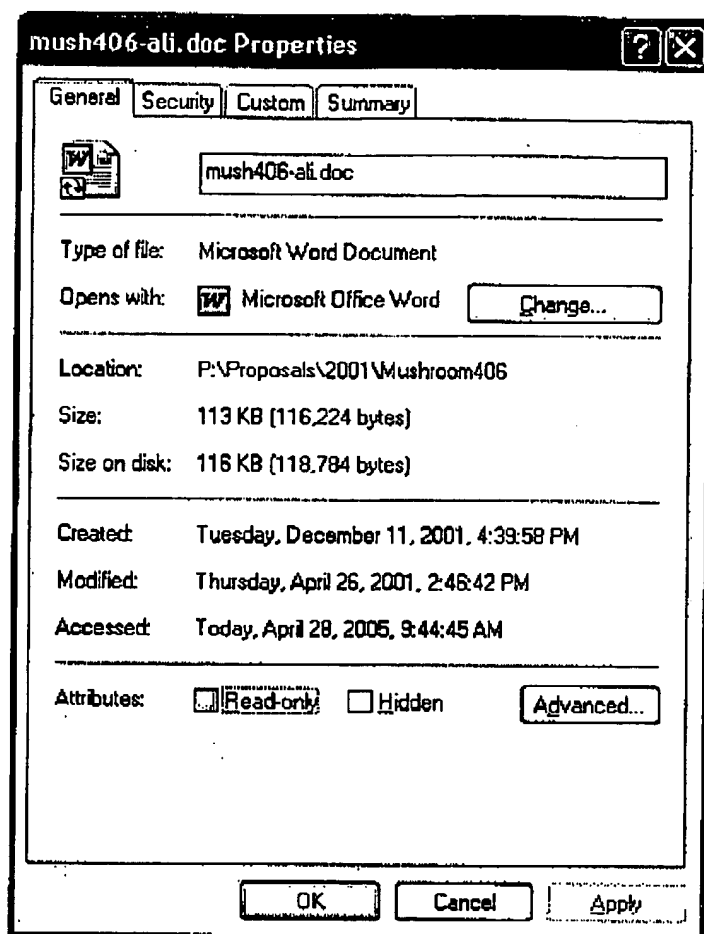 mush406-ali.doc Properties
General Security Custom Summary
mush406-ali.doc
Type of file: Microsoft Word Document
Opens with: Microsoft Office Word Change...
Location: P:\Proposals\2001\Mushroom406
Size: 113 KB (116,224 bytes)
Size on disk: 116 KB (118,784 bytes)
Created: Tuesday, December 11, 2001, 4:39:58 PM
Modified: Thursday, April 26, 2001, 2:46:42 PM
Accessed: Today, April 28, 2005, 9:44:45 AM
Attributes: Read-only Hidden Advanced...
OK Cancel Apply